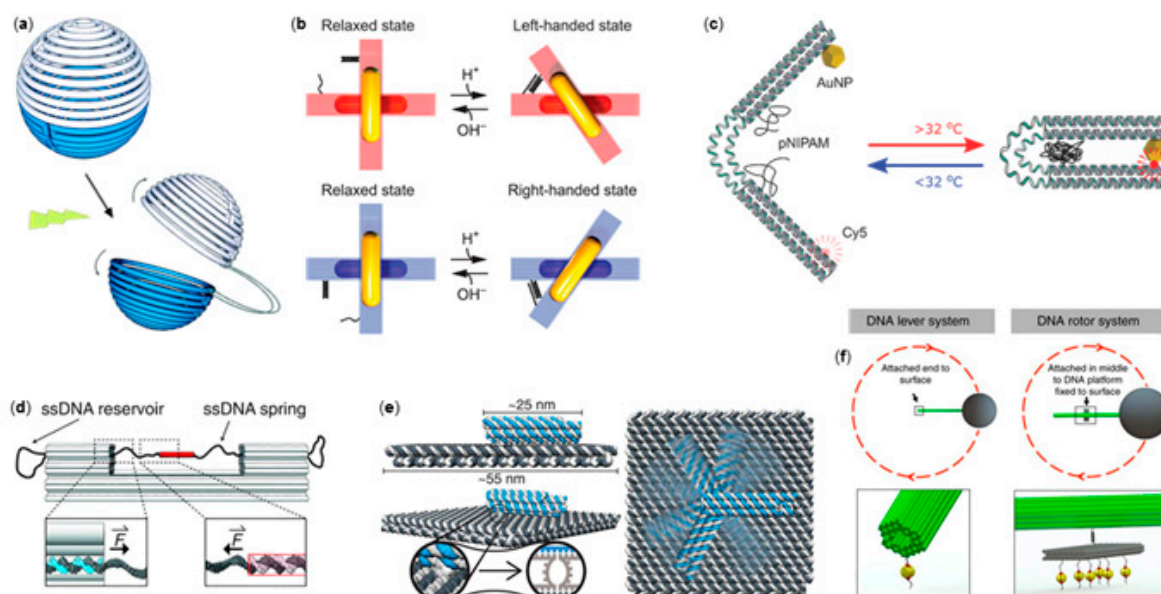 (a)
(b)
Relaxed state
Left-handed state
H⁺
OH⁻
Relaxed state
Right-handed state
H⁺
OH⁻
(c)
AuNP
pNIPAM
>32 °C
<32 °C
Cy5
(d)
ssDNA reservoir
ssDNA spring
F
F
(e)
~25 nm
~55 nm
DNA lever system
DNA rotor system
(f)
Attached end to
surface
Attached in middle
to DNA platform
fixed to surface